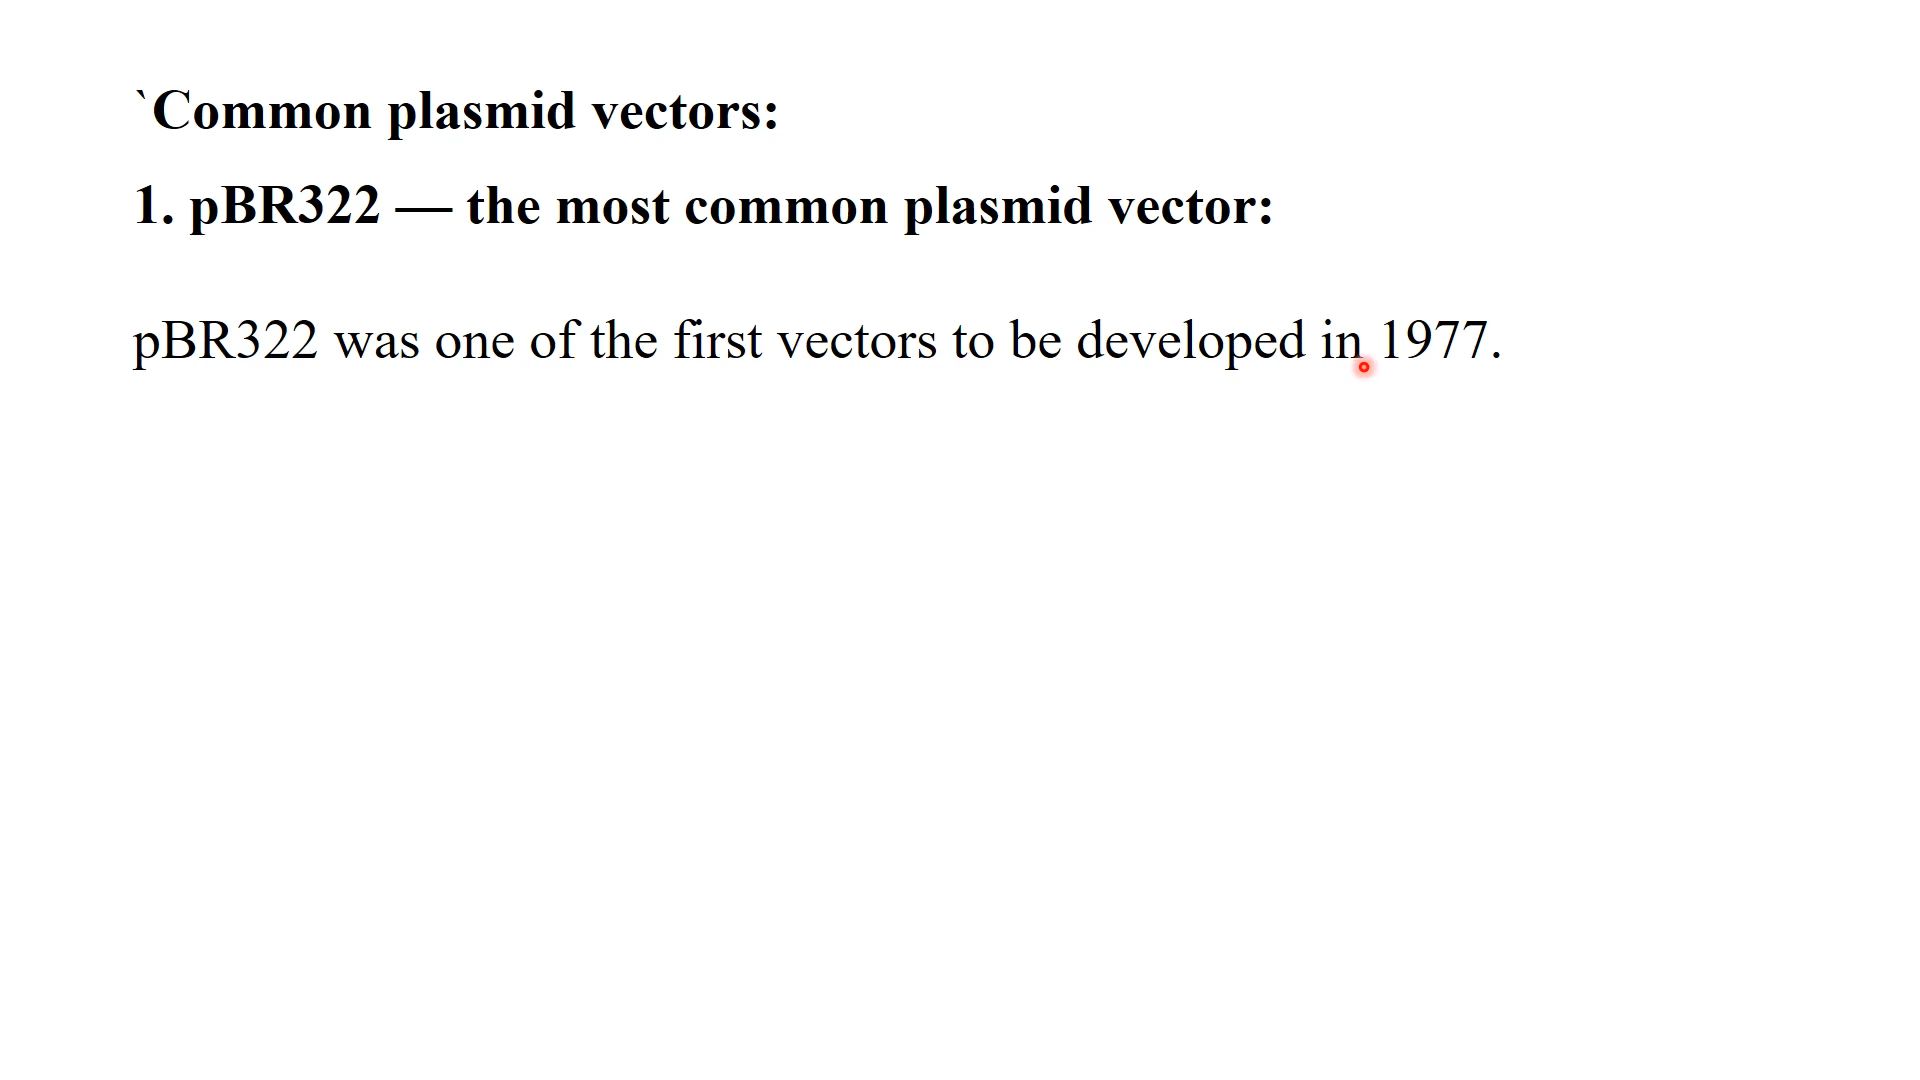 `Common plasmid vectors:
1. pBR322 — the most common plasmid vector:
pBR322 was one of the first vectors to be developed in 1977.